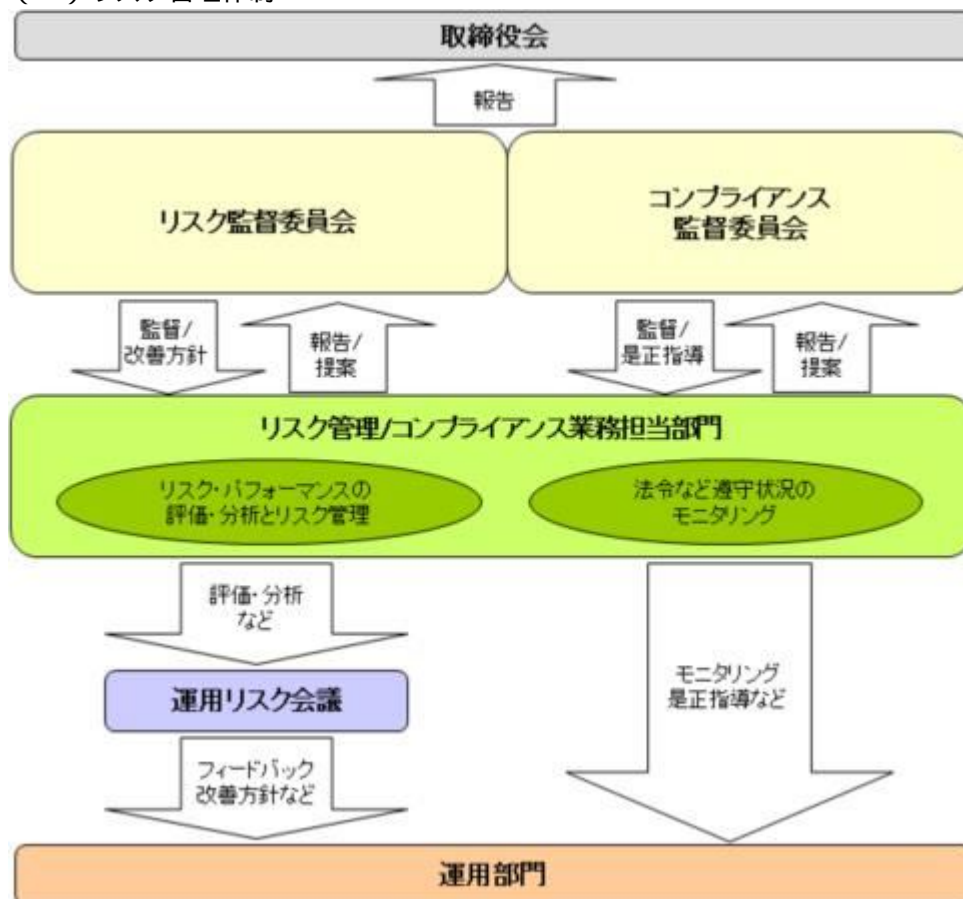 取締役会
報告
リスク監督委員会
コンプライアンス
監督委員会
監督/
改善方針
報告/
提案
監督/
是正指導
報告/
提案
リスク管理/コンプライアンス業務担当部門
リスク・パフォーマンスの
評価・分析とリスク管理
法令など遵守状況の
モニタリング
評価・分析
など
運用リスク会議
モニタリング
是正指導など
フィードバック
改善方針など
運用部門